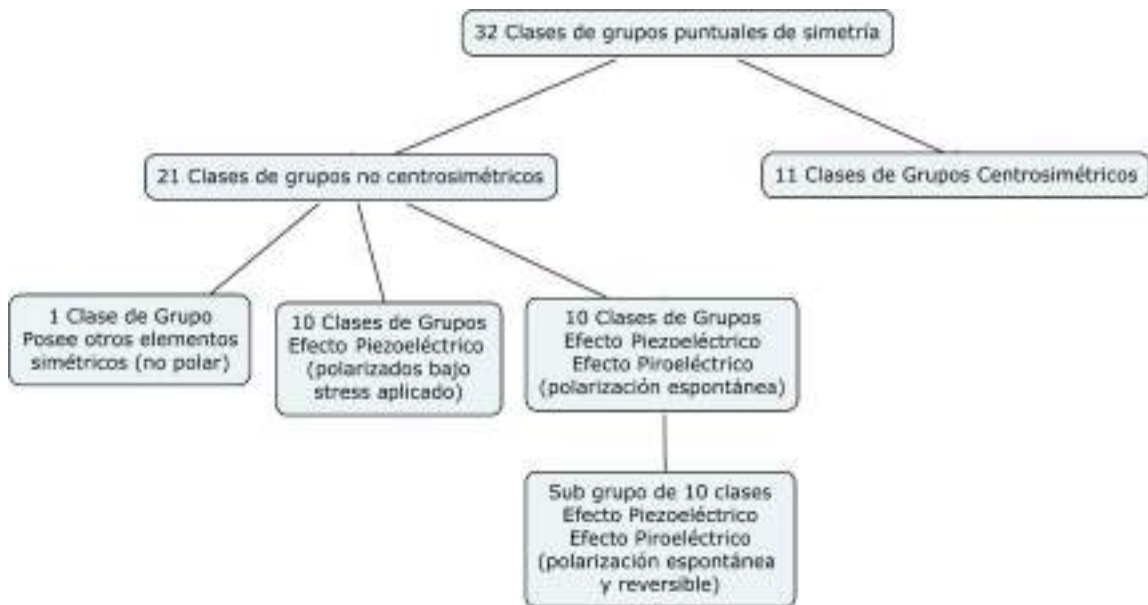 32 Clases de grupos puntuales de simetría
21 Clases de grupos no centrosimétricos
11 Clases de Grupos Centrosimétricos
1 Clase de Grupo
Posee otros elementos
simétricos (no polar)
10 Clases de Grupos
Efecto Piezoeléctrico
(polarizados bajo
stress aplicado)
10 Clases de Grupos
Efecto Piezoeléctrico
Efecto Piroeléctrico
(polarización espontánea)
Sub grupo de 10 clases
Efecto Piezoeléctrico
Efecto Piroeléctrico
(polarización espontánea
y reversible)